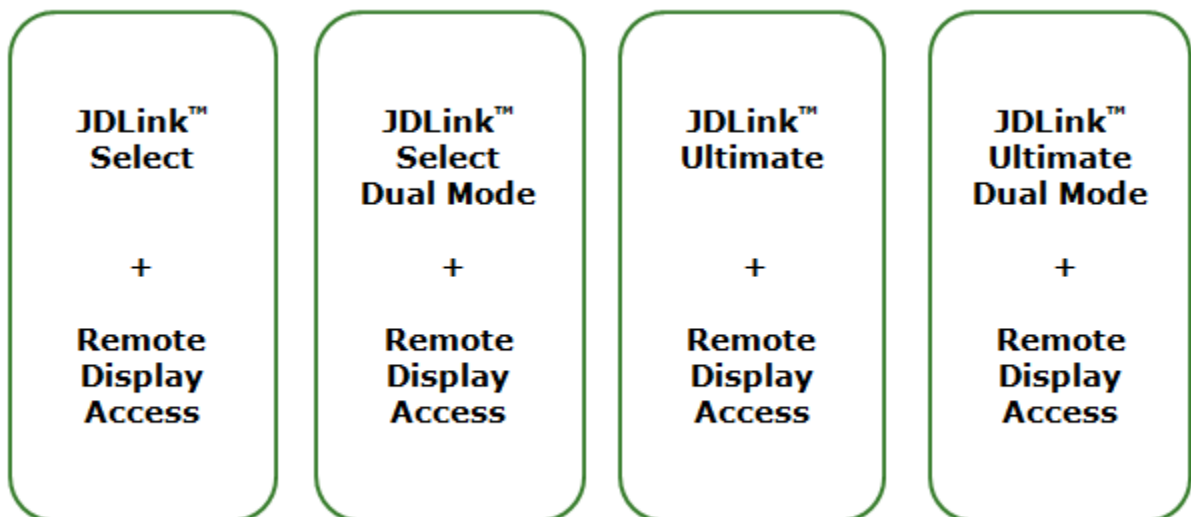 JDLink™
Select
+
Remote
Display
Access
JDLink™
Select
Dual Mode
+
Remote
Display
Access
JDLink™
Ultimate
+
Remote
Display
Access
JDLink™
Ultimate
Dual Mode
+
Remote
Display
Access